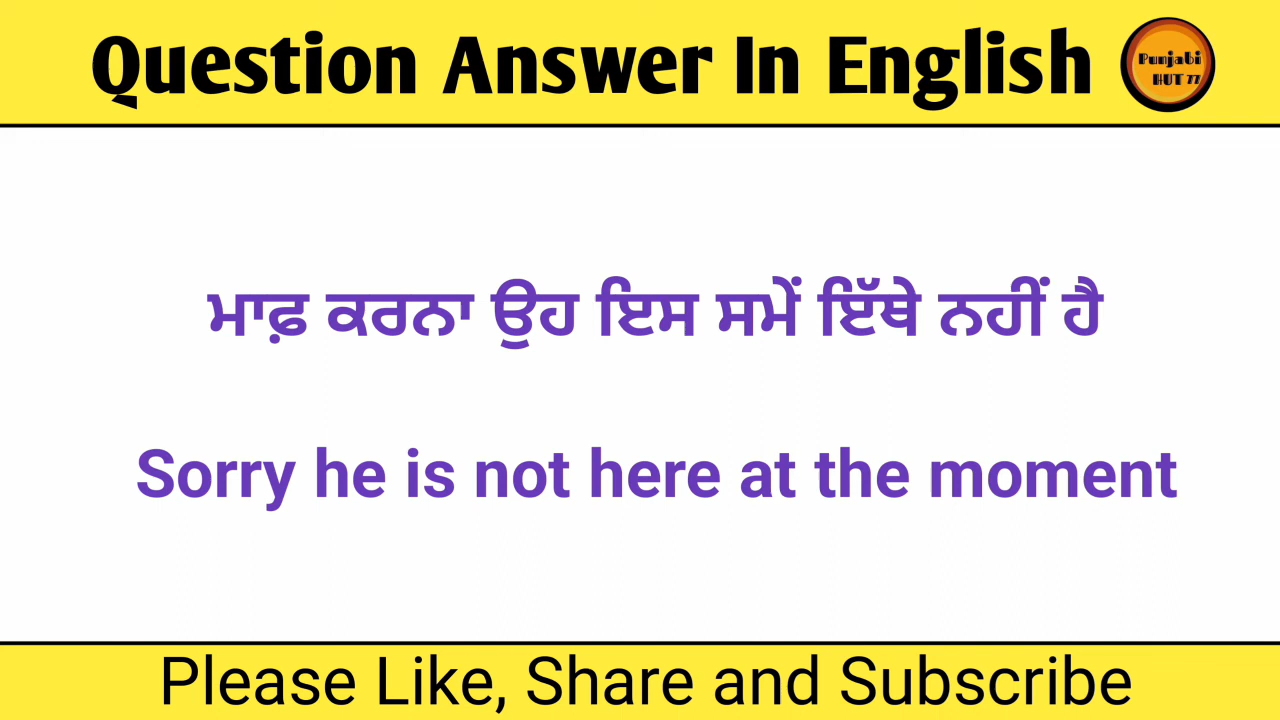 Question Answer In English
Punjabi
HUT 77
ਮਾਫ਼ ਕਰਨਾ ਉਹ ਇਸ ਸਮੇਂ ਇੱਥੇ ਨਹੀਂ ਹੈ
Sorry he is not here at the moment
Please Like, Share and Subscribe